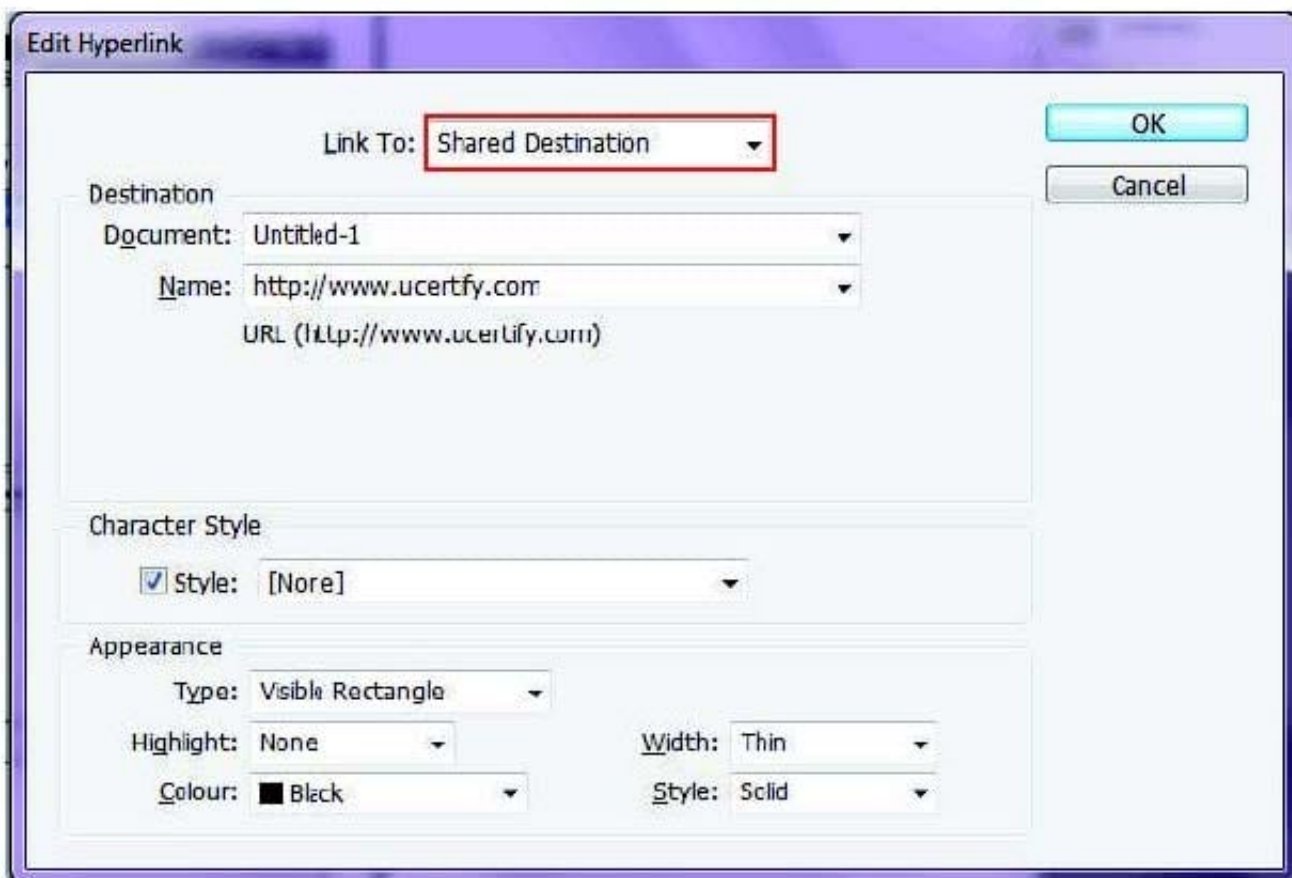 Edit Hyperlink
Link To: Shared Destination
OK
Cancel
Destination
Document: Untitled-1
Name: http://www.ucertify.com
URL (http://www.ucertify.com)
Character Style
Style: [None]
Appearance
Type: Visible Rectangle
Highlight: None
Width: Thin
Colour: Black
Style: Solid